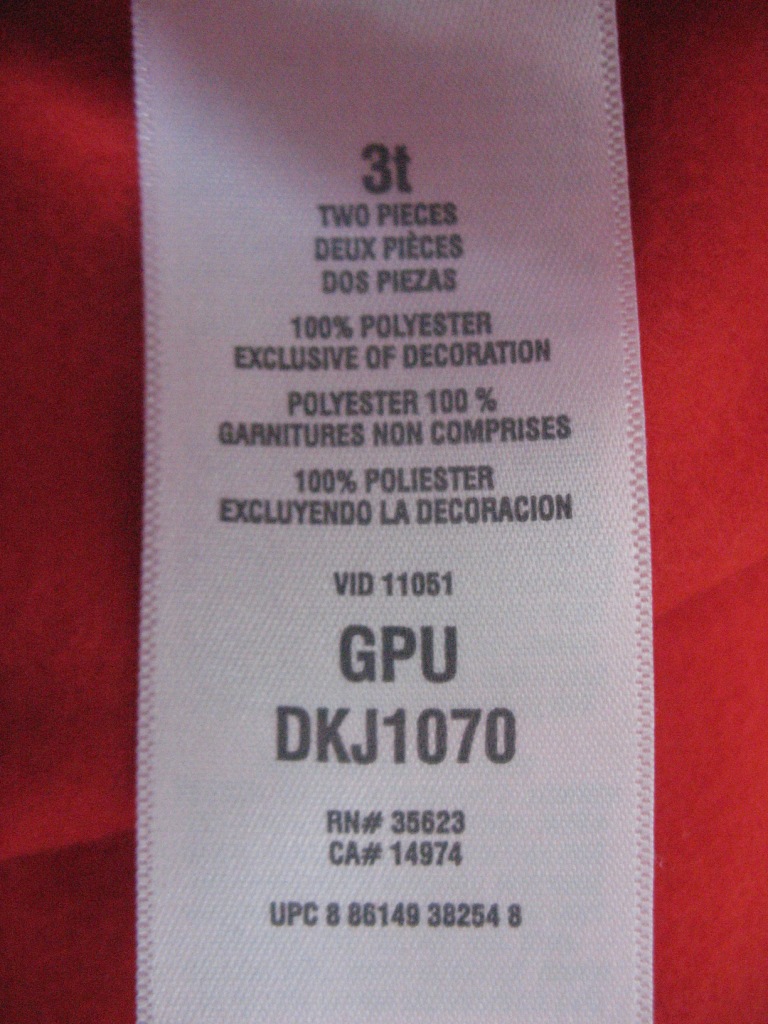 3t
TWO PIECES
DEUX PIÈCES
DOS PIEZAS
100% POLYESTER
EXCLUSIVE OF DECORATION
POLYESTER 100 %
GARNITURES NON COMPRISES
100% POLIESTER
EXCLUYENDO LA DECORACION
VID 11051
GPU
DKJ1070
RN# 35623
CA# 14974
UPC 8 86149 38254 8